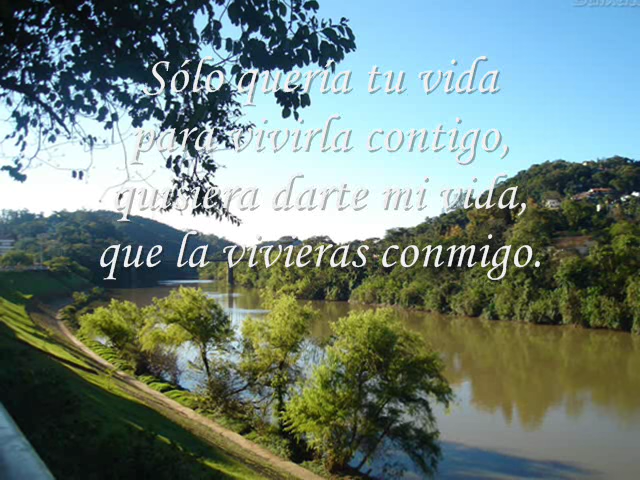 Sólo quería tu vida
para vivirla contigo,
quisiera darte mi vida,
que la vivieras conmigo.